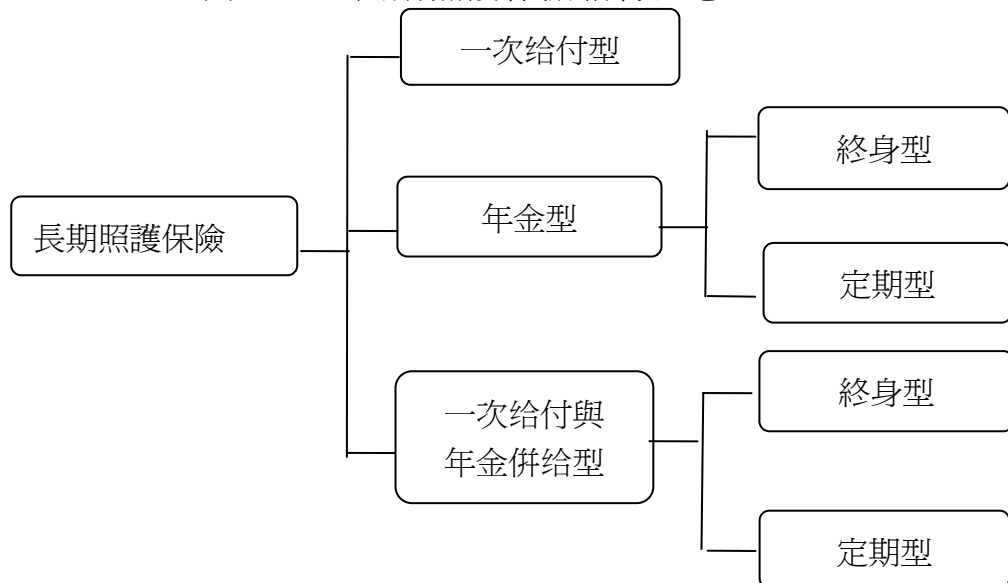 一次給付型
終身型
年金型
長期照護保險
定期型
終身型
一次給付與
年金併給型
定期型